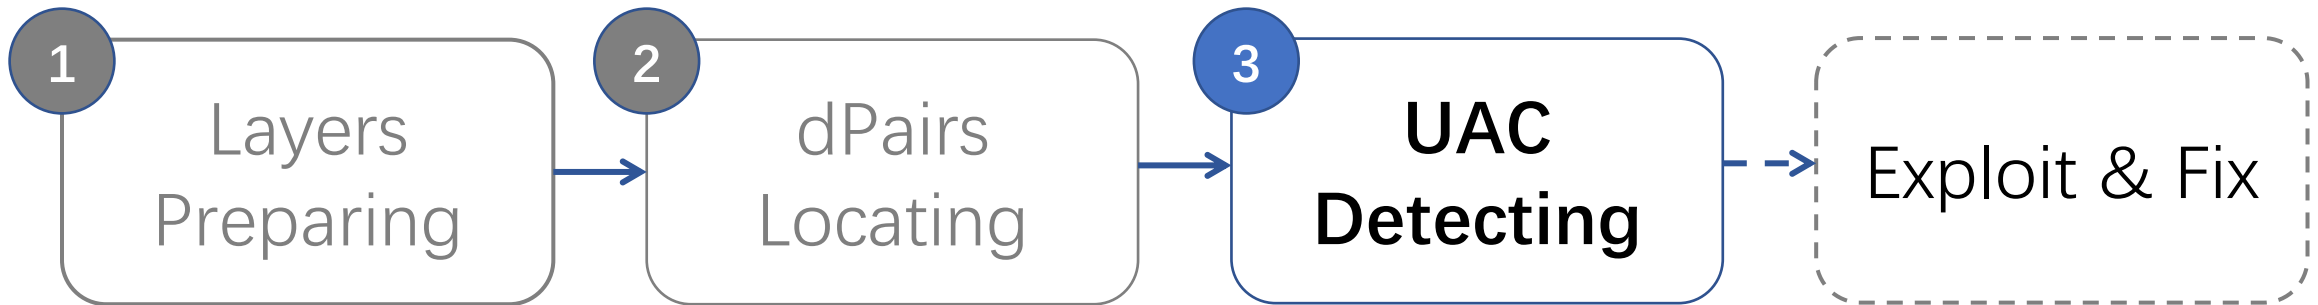 1
Layers
Preparing
2
dPairs
Locating
3
UAC
Detecting
Exploit & Fix